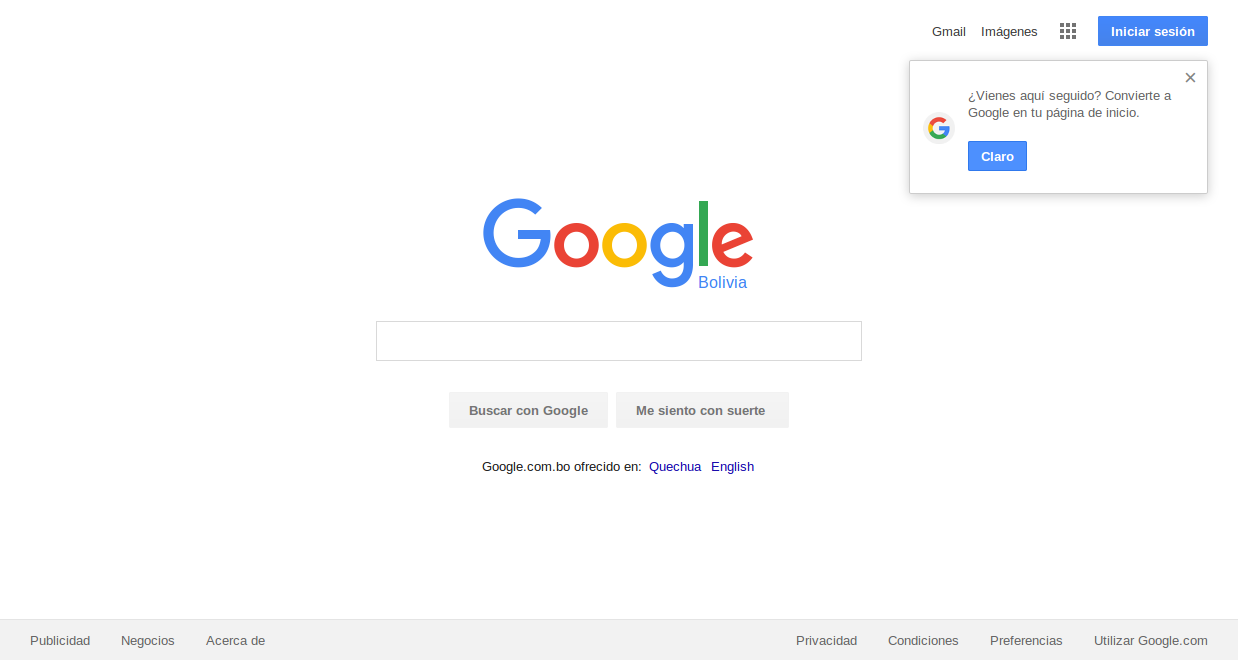 Gmail Imágenes Iniciar sesión
¿Vienes aquí seguido? Convierte a
Google en tu página de inicio.
Claro
Google
Bolivia
Buscar con Google Me siento con suerte
Google.com.bo ofrecido en: Quechua English
Publicidad Negocios Acerca de Privacidad Condiciones Preferencias Utilizar Google.com